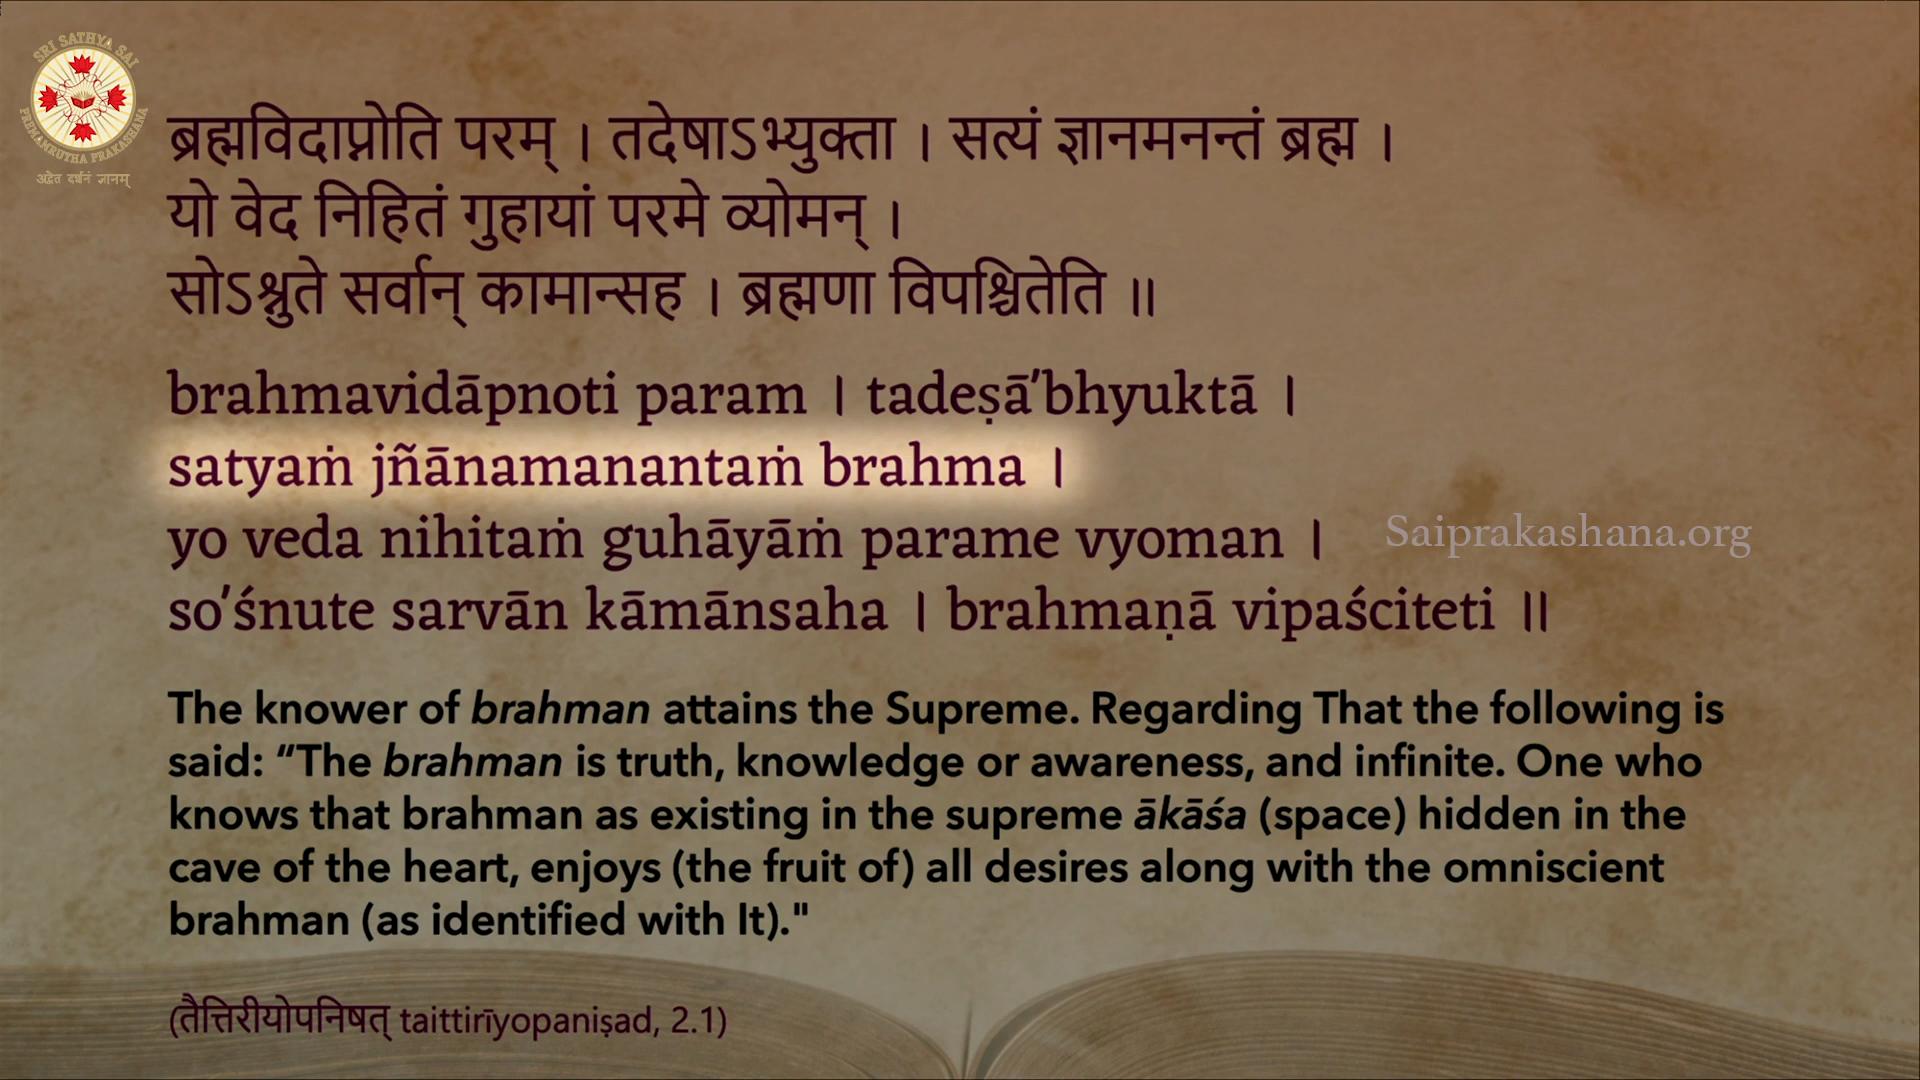 SRI SATHYA SAI
PREMAMRUTHA PRAKASHANA
अद्वैत दर्शनं ज्ञानम्
ब्रह्मविदाप्नोति परम् । तदेषाऽभ्युक्ता । सत्यं ज्ञानमनन्तं ब्रह्म ।
यो वेद निहितं गुहायां परमे व्योमन् ।
सोऽश्नुते सर्वान् कामान्सह । ब्रह्मणा विपश्चितेति ॥
brahmavidāpnoti param । tadeṣā’bhyuktā ।
satyaṁ jñānamanantaṁ brahma ।
yo veda nihitaṁ guhāyāṁ parame vyoman ।
Saiprakashana.org
so’śnute sarvān kāmānsaha । brahmaṇā vipaściteti ॥
The knower of brahman attains the Supreme. Regarding That the following is
said: “The brahman is truth, knowledge or awareness, and infinite. One who
knows that brahman as existing in the supreme ākāśa (space) hidden in the
cave of the heart, enjoys (the fruit of) all desires along with the omniscient
brahman (as identified with It)."
(तैत्तिरीयोपनिषत् taittirīyopaniṣad, 2.1)